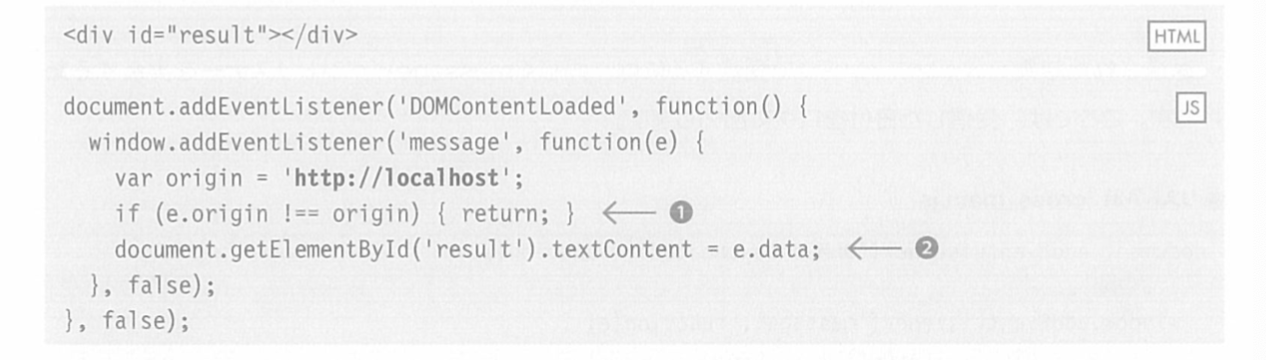 <div id="result"></div> HTML
document.addEventListener('DOMContentLoaded', function() { JS
  window.addEventListener('message', function(e) {
    var origin = 'http://localhost';
    if (e.origin !== origin) { return; } ← ❶
    document.getElementById('result').textContent = e.data; ← ❷
  }, false);
}, false);